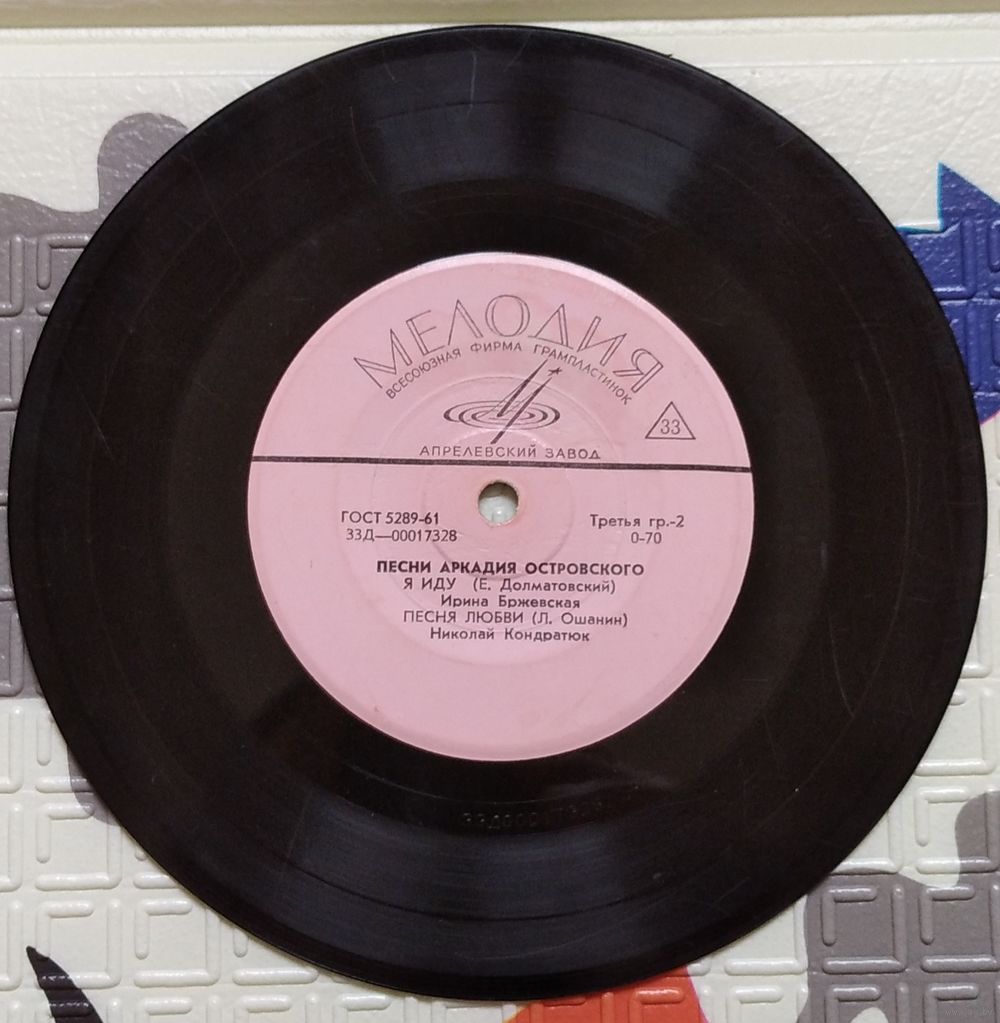 МЕЛОДИЯ
ВСЕСОЮЗНАЯ ФИРМА ГРАМПЛАСТИНОК
33
АПРЕЛЕВСКИЙ ЗАВОД
ГОСТ 5289-61
33Д—00017328
Третья гр.-2
0-70
ПЕСНИ АРКАДИЯ ОСТРОВСКОГО
Я ИДУ (Е. Долматовский)
Ирина Бржевская
ПЕСНЯ ЛЮБВИ (Л. Ошанин)
Николай Кондратюк